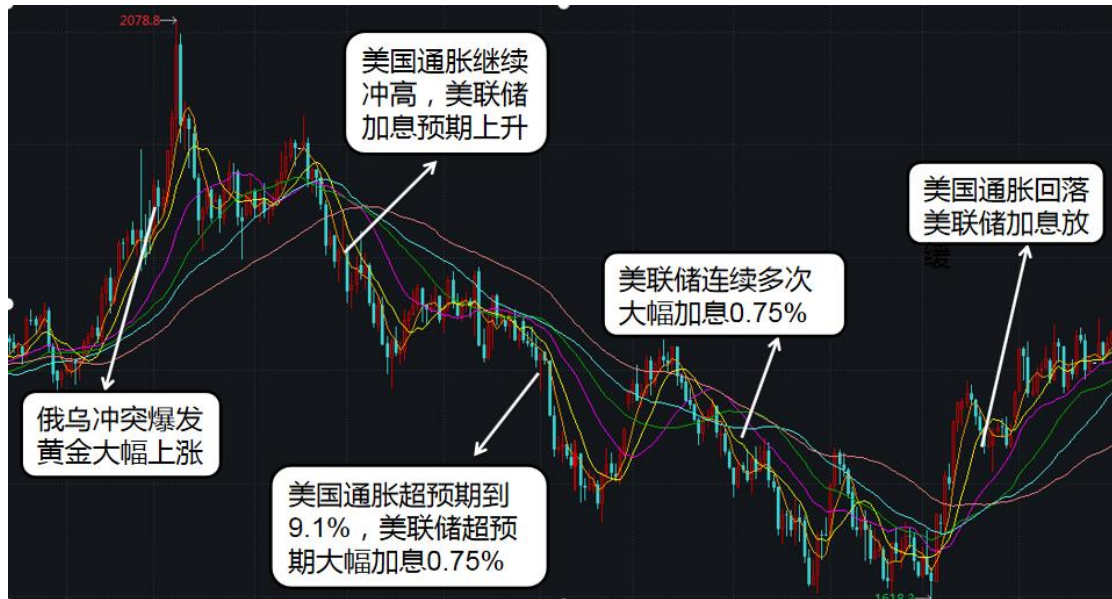 2078.8
美国通胀继续
冲高，美联储
加息预期上升
美国通胀回落
美联储加息放
缓
美联储连续多次
大幅加息0.75%
俄乌冲突爆发
黄金大幅上涨
美国通胀超预期到
9.1%，美联储超预
期大幅加息0.75%
1618.3